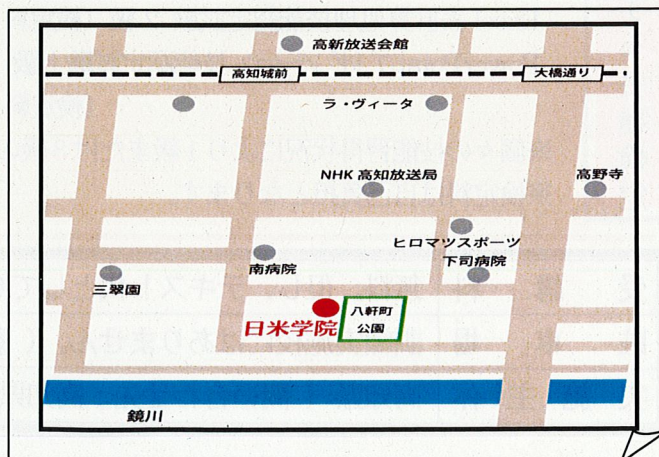 高新放送会館
高知城前
大橋通り
ラ・ヴィータ
NHK 高知放送局
高野寺
ヒロマツスポーツ
南病院
下司病院
三翠園
日米学院
八軒町
公園
鏡川